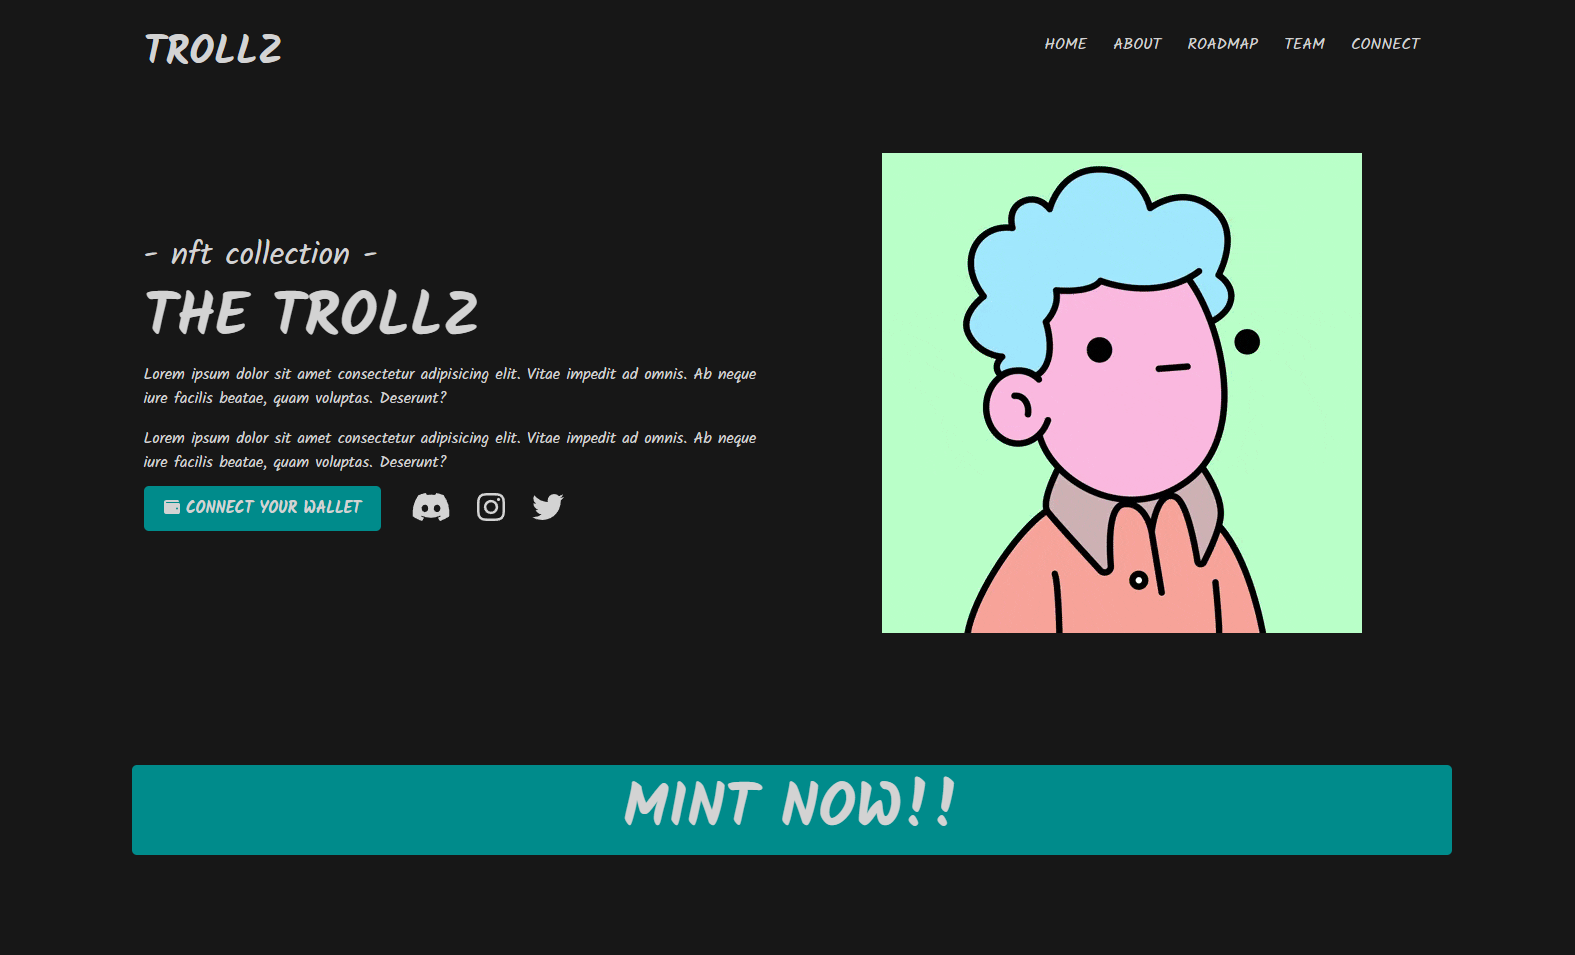 TROLLZ
HOME ABOUT ROADMAP TEAM CONNECT
- nft collection -
THE TROLLZ
Lorem ipsum dolor sit amet consectetur adipisicing elit. Vitae impedit ad omnis. Ab neque
iure facilis beatae, quam voluptas. Deserunt?
Lorem ipsum dolor sit amet consectetur adipisicing elit. Vitae impedit ad omnis. Ab neque
iure facilis beatae, quam voluptas. Deserunt?
CONNECT YOUR WALLET
MINT NOW!!